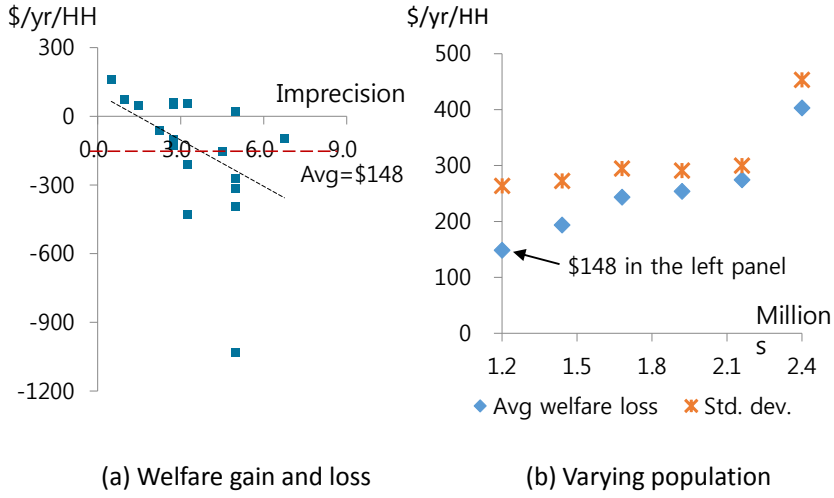 $/yr/HH
300
0
-300
-600
-900
-1200
Imprecision
0.0 3.0 6.0 9.0
Avg=$148
(a) Welfare gain and loss
$/yr/HH
500
400
300
200
100
0
$148 in the left panel
Million
s
1.2 1.5 1.8 2.1 2.4
Avg welfare loss Std. dev.
(b) Varying population